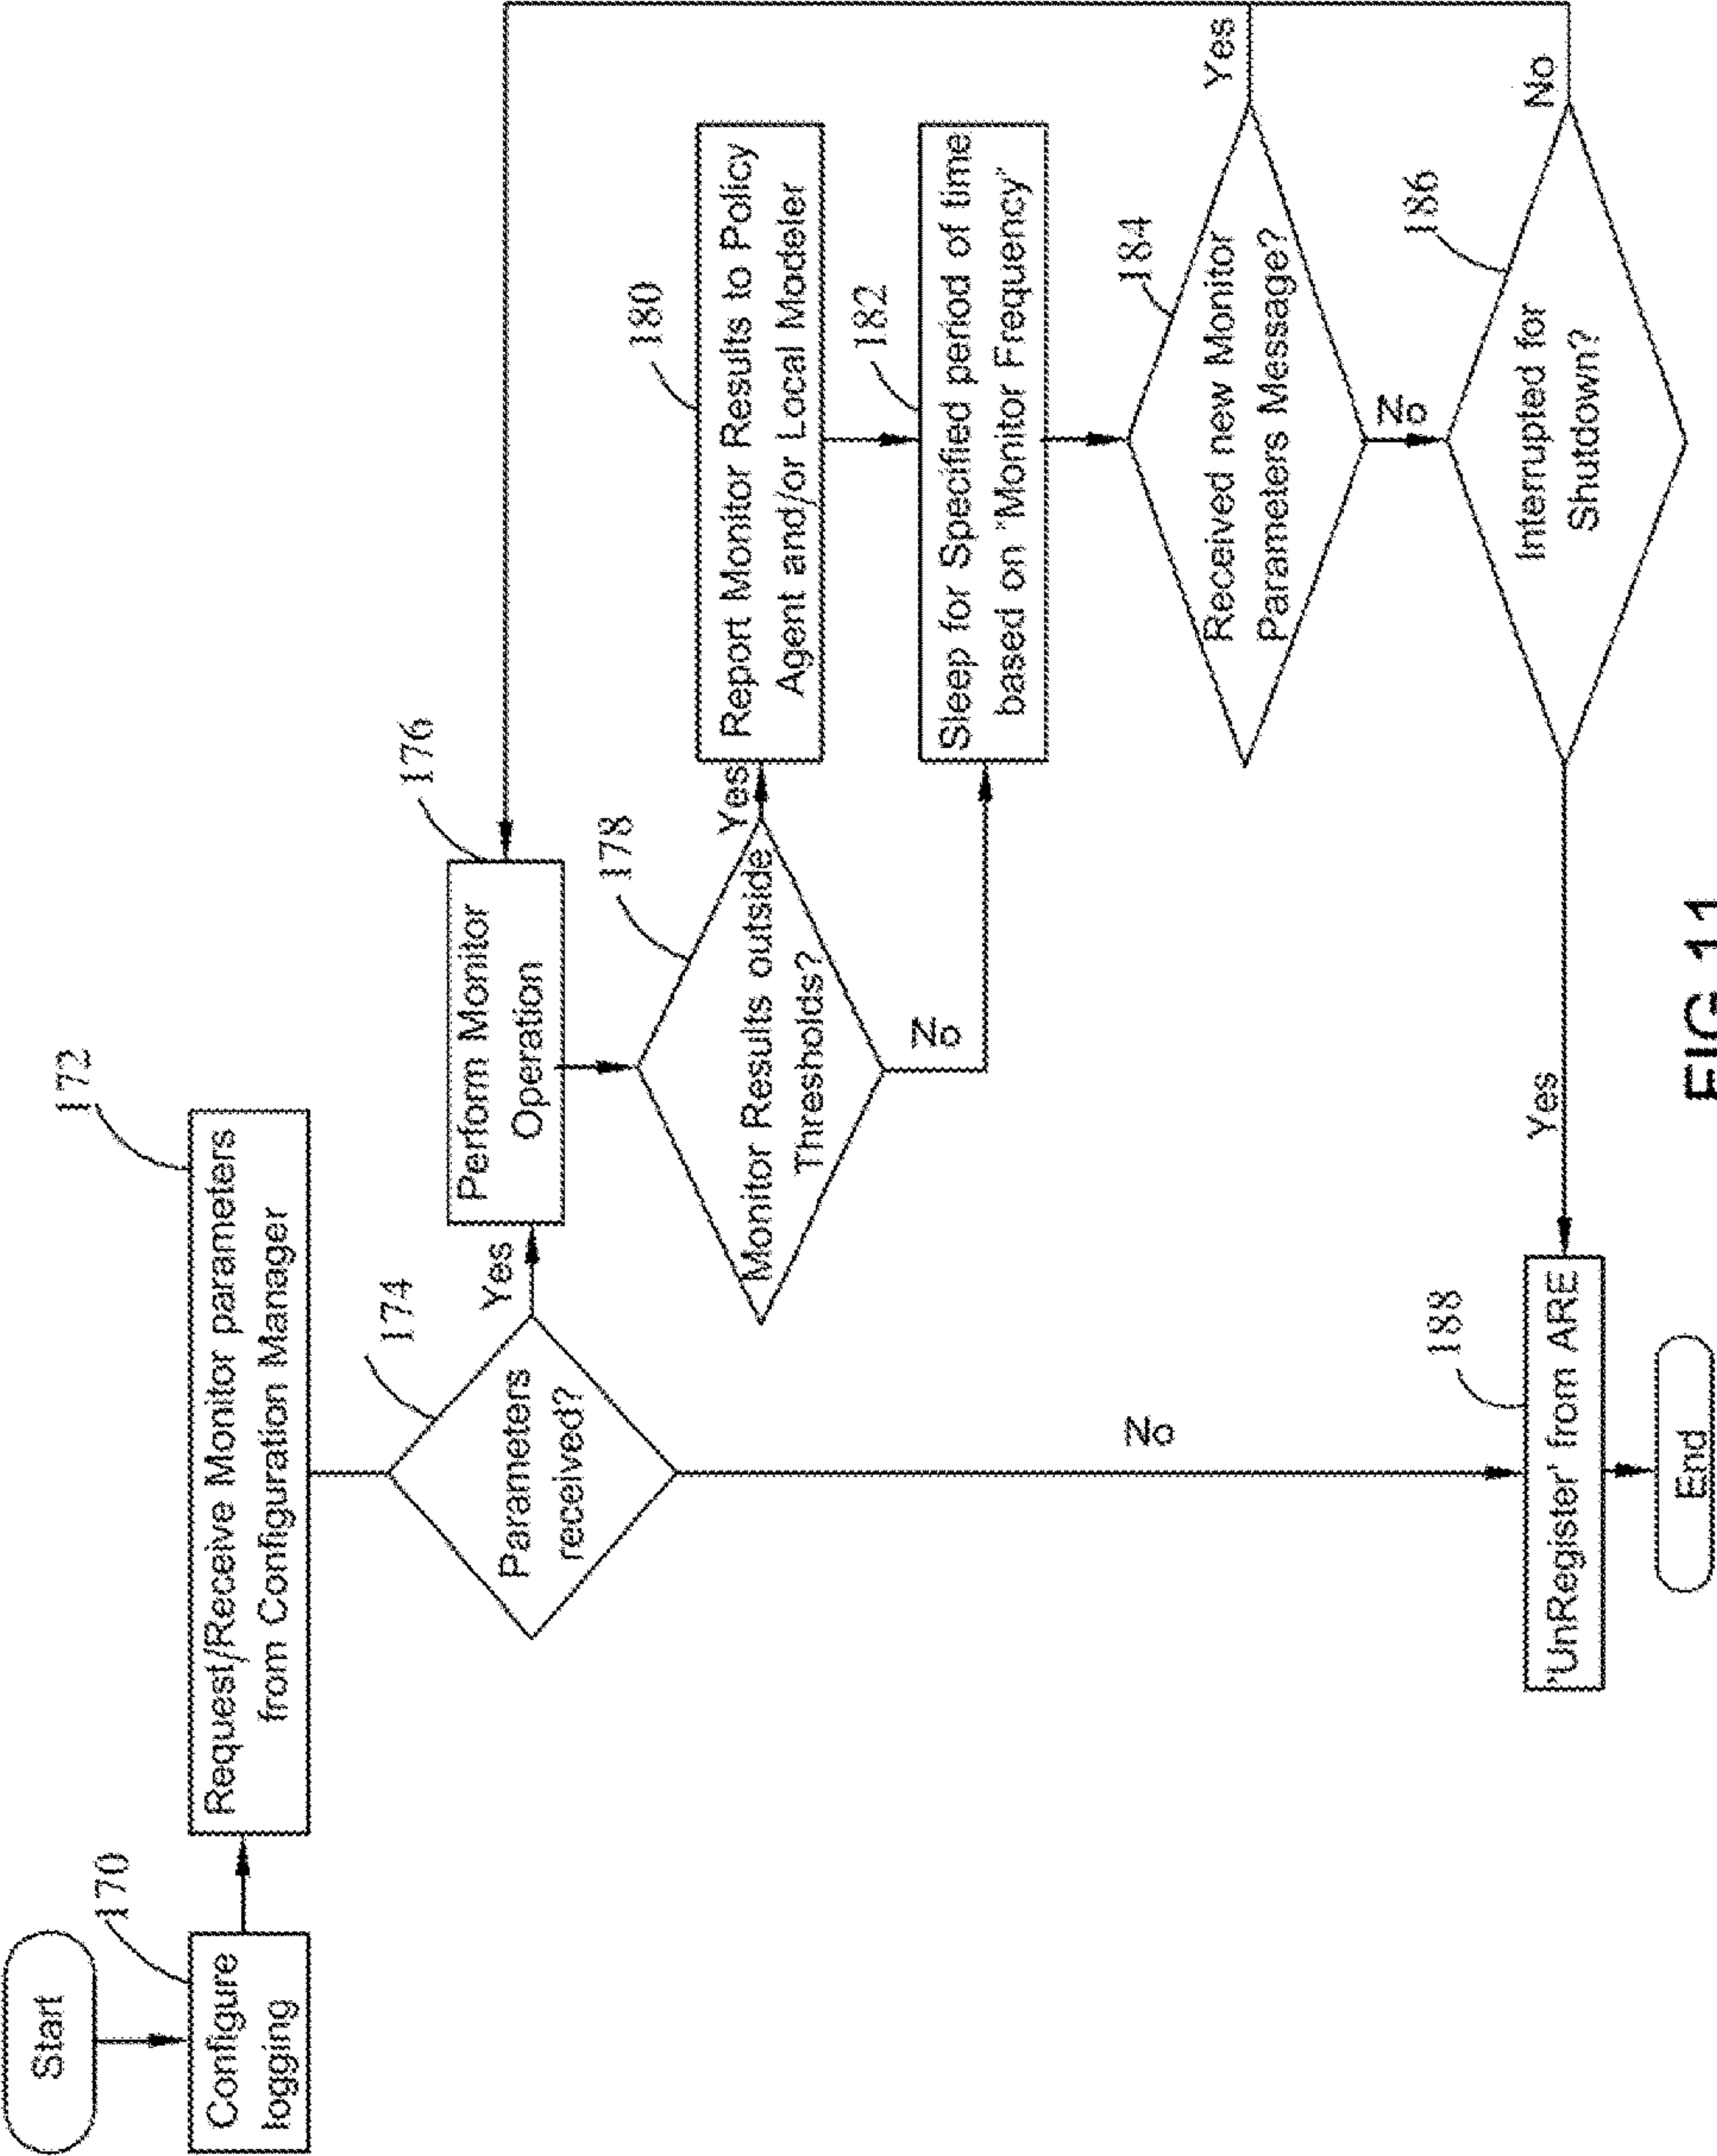 Start
170
Configure
logging
172
Request/Receive Monitor parameters
from Configuration Manager
174
Parameters
received?
Yes
No
176
Perfom Monitor
Operation
178
Monitor Results outside
Thresholds?
Yes
No
180
Report Monitor Results to Policy
Agent and/or Local Modeler
182
Sleep for Specified period of time
based on "Monitor Frequency"
184
Received new Monitor
Parameters Message?
Yes
No
186
Interrupted for
Shutdown?
No
Yes
188
'UnRegister' from ARE
End
FIG 11